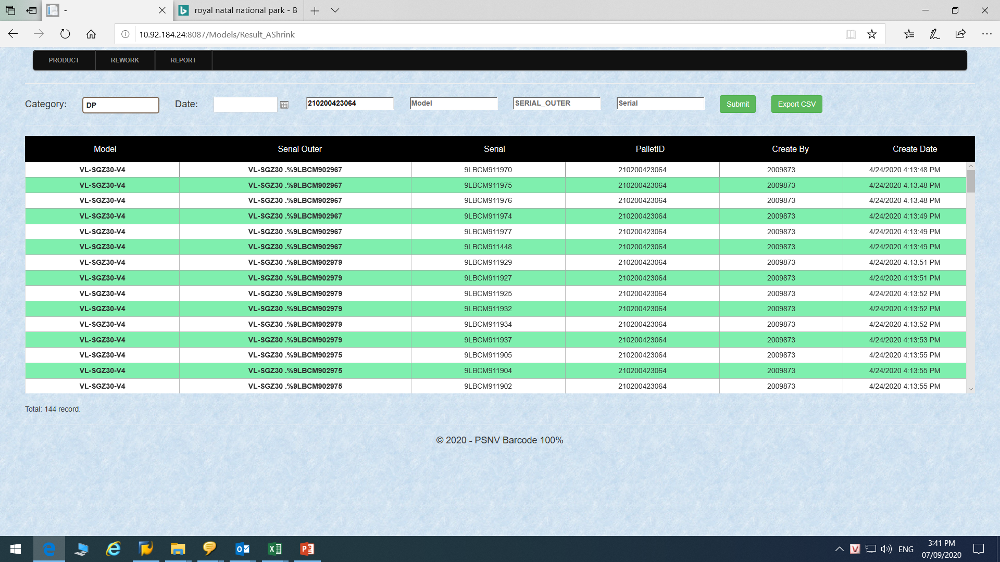 -
royal natal national park - B
10.92.184.24:8087/Models/Result_AShrink
PRODUCT REWORK REPORT
Category: DP Date: 210200423064 Model SERIAL_OUTER Serial Submit Export CSV
Model Serial Outer Serial PalletID Create By Create Date
VL-SGZ30-V4 VL-SGZ30 .%9LBCM902967 9LBCM911970 210200423064 2009873 4/24/2020 4:13:48 PM
VL-SGZ30-V4 VL-SGZ30 .%9LBCM902967 9LBCM911975 210200423064 2009873 4/24/2020 4:13:48 PM
VL-SGZ30-V4 VL-SGZ30 .%9LBCM902967 9LBCM911976 210200423064 2009873 4/24/2020 4:13:48 PM
VL-SGZ30-V4 VL-SGZ30 .%9LBCM902967 9LBCM911974 210200423064 2009873 4/24/2020 4:13:49 PM
VL-SGZ30-V4 VL-SGZ30 .%9LBCM902967 9LBCM911977 210200423064 2009873 4/24/2020 4:13:49 PM
VL-SGZ30-V4 VL-SGZ30 .%9LBCM902967 9LBCM911448 210200423064 2009873 4/24/2020 4:13:49 PM
VL-SGZ30-V4 VL-SGZ30 .%9LBCM902979 9LBCM911929 210200423064 2009873 4/24/2020 4:13:51 PM
VL-SGZ30-V4 VL-SGZ30 .%9LBCM902979 9LBCM911927 210200423064 2009873 4/24/2020 4:13:51 PM
VL-SGZ30-V4 VL-SGZ30 .%9LBCM902979 9LBCM911925 210200423064 2009873 4/24/2020 4:13:52 PM
VL-SGZ30-V4 VL-SGZ30 .%9LBCM902979 9LBCM911932 210200423064 2009873 4/24/2020 4:13:52 PM
VL-SGZ30-V4 VL-SGZ30 .%9LBCM902979 9LBCM911934 210200423064 2009873 4/24/2020 4:13:52 PM
VL-SGZ30-V4 VL-SGZ30 .%9LBCM902979 9LBCM911937 210200423064 2009873 4/24/2020 4:13:53 PM
VL-SGZ30-V4 VL-SGZ30 .%9LBCM902975 9LBCM911905 210200423064 2009873 4/24/2020 4:13:55 PM
VL-SGZ30-V4 VL-SGZ30 .%9LBCM902975 9LBCM911904 210200423064 2009873 4/24/2020 4:13:55 PM
VL-SGZ30-V4 VL-SGZ30 .%9LBCM902975 9LBCM911902 210200423064 2009873 4/24/2020 4:13:55 PM
Total: 144 record.
© 2020 - PSNV Barcode 100%
ENG
3:41 PM
07/09/2020